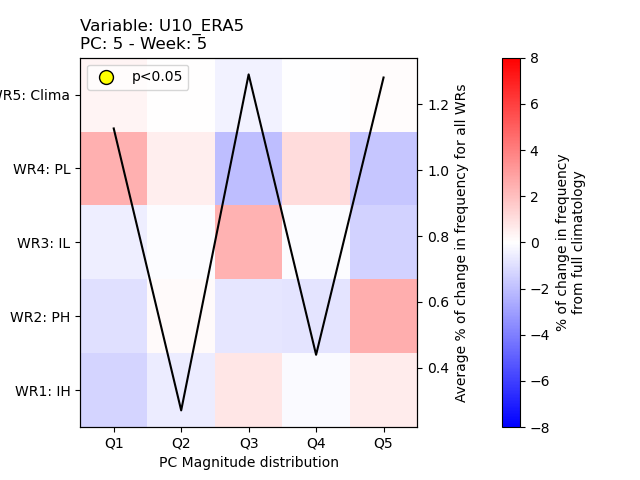 Variable: U10_ERA5
PC: 5 - Week: 5
p<0.05
WR5: Clima
WR4: PL
WR3: IL
WR2: PH
WR1: IH
Q1 Q2 Q3 Q4 Q5
PC Magnitude distribution
1.2
1.0
0.8
0.6
0.4
Average % of change in frequency for all WRs
8
6
4
2
0
−2
−4
−6
−8
% of change in frequency
from full climatology